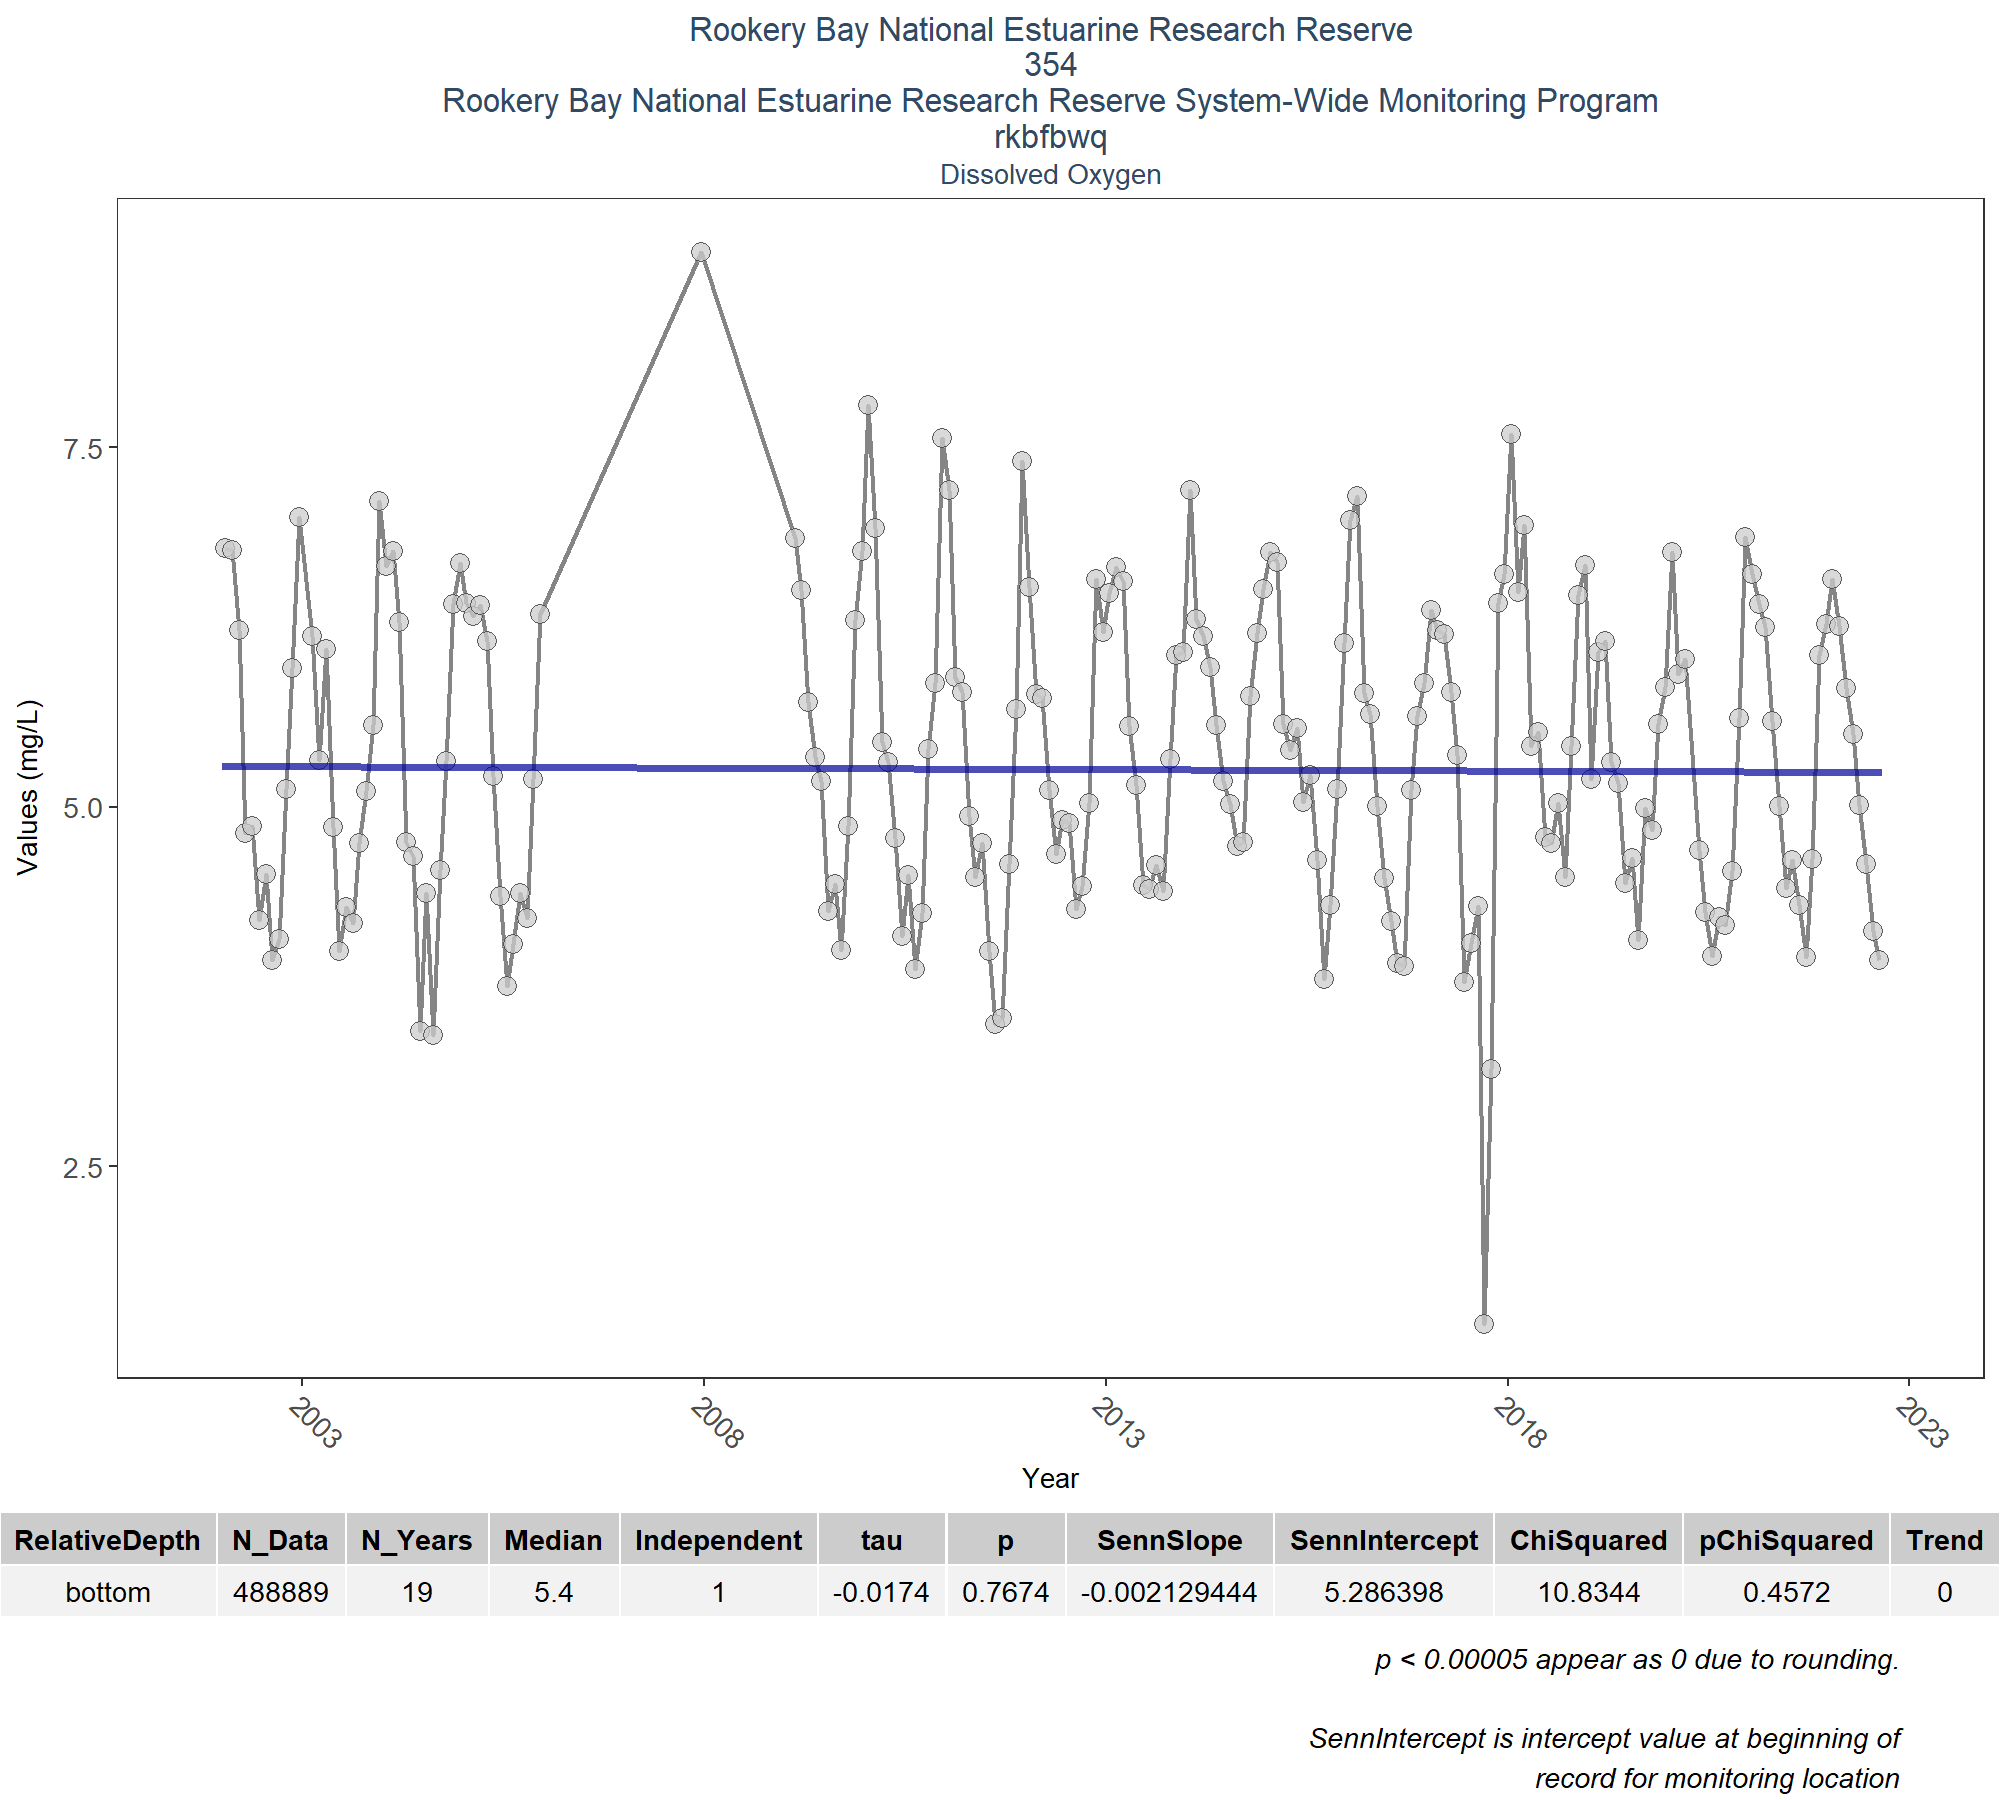 Rookery Bay National Estuarine Research Reserve
354
Rookery Bay National Estuarine Research Reserve System-Wide Monitoring Program
rkbfbwq
Dissolved Oxygen
Values (mg/L)
7.5
5.0
2.5
2003 2008 2013 2018 2023
Year
RelativeDepth N_Data N_Years Median Independent tau p SennSlope SennIntercept ChiSquared pChiSquared Trend
bottom 488889 19 5.4 1 -0.0174 0.7674 -0.002129444 5.286398 10.8344 0.4572 0
p < 0.00005 appear as 0 due to rounding.
SennIntercept is intercept value at beginning of
record for monitoring location